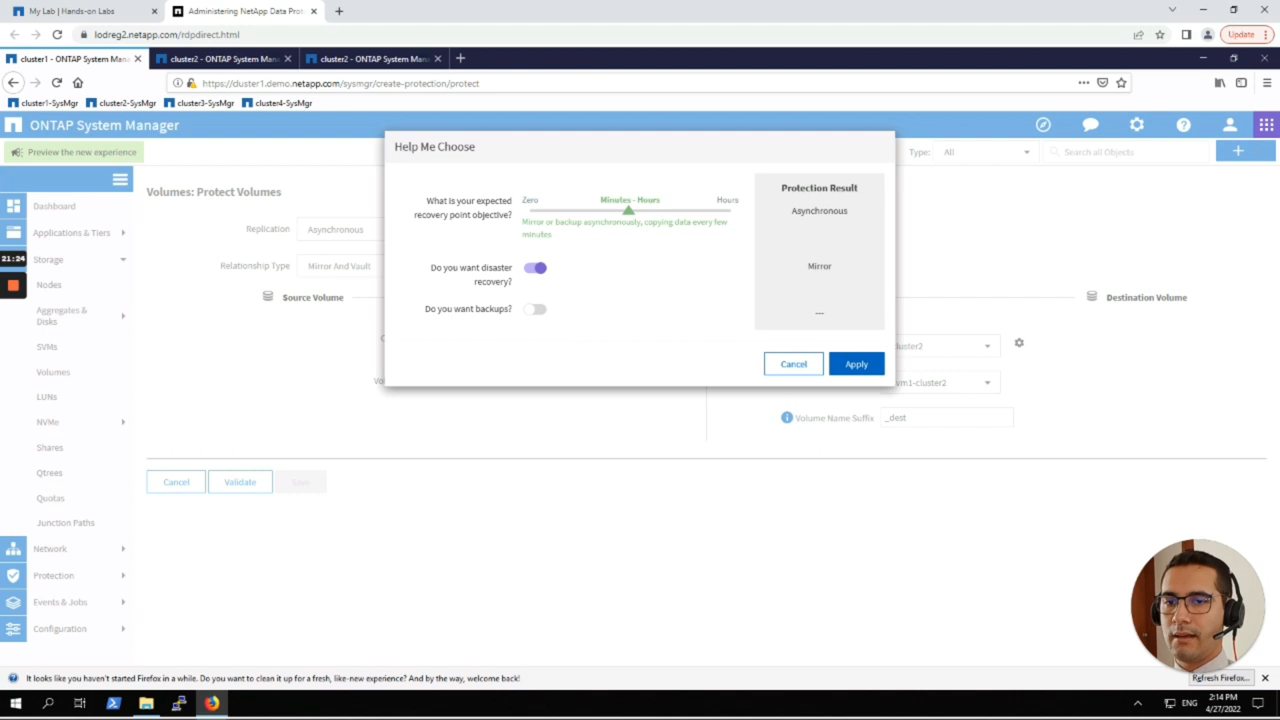 My Lab | Hands-on Labs
Administering NetApp Data Prot
lodreg2.netapp.com/rdpdirect.html
Update
cluster1 - ONTAP System Mana
cluster2 - ONTAP System Mana
cluster2 - ONTAP System Mana
https://cluster1.demo.netapp.com/sysmgr/create-protection/protect
cluster1-SysMgr
cluster2-SysMgr
cluster3-SysMgr
cluster4-SysMgr
ONTAP System Manager
Preview the new experience
Type:
All
Search all Objects
Help Me Choose
What is your expected
recovery point objective?
Zero
Minutes - Hours
Hours
Mirror or backup asynchronously, copying data every few
minutes
Do you want disaster
recovery?
Do you want backups?
Protection Result
Asynchronous
Mirror
---
Cancel
Apply
Dashboard
Applications & Tiers
21:24
Storage
Nodes
Aggregates &
Disks
SVMs
Volumes
LUNs
NVMe
Shares
Qtrees
Quotas
Junction Paths
Network
Protection
Events & Jobs
Configuration
Volumes: Protect Volumes
Replication
Asynchronous
Relationship Type
Mirror And Vault
Source Volume
Destination Volume
Volume Name Suffix
_dest
Cancel
Validate
Save
It looks like you haven't started Firefox in a while. Do you want to clean it up for a fresh, like-new experience? And by the way, welcome back!
Refresh Firefox...
ENG
2:14 PM
4/27/2022